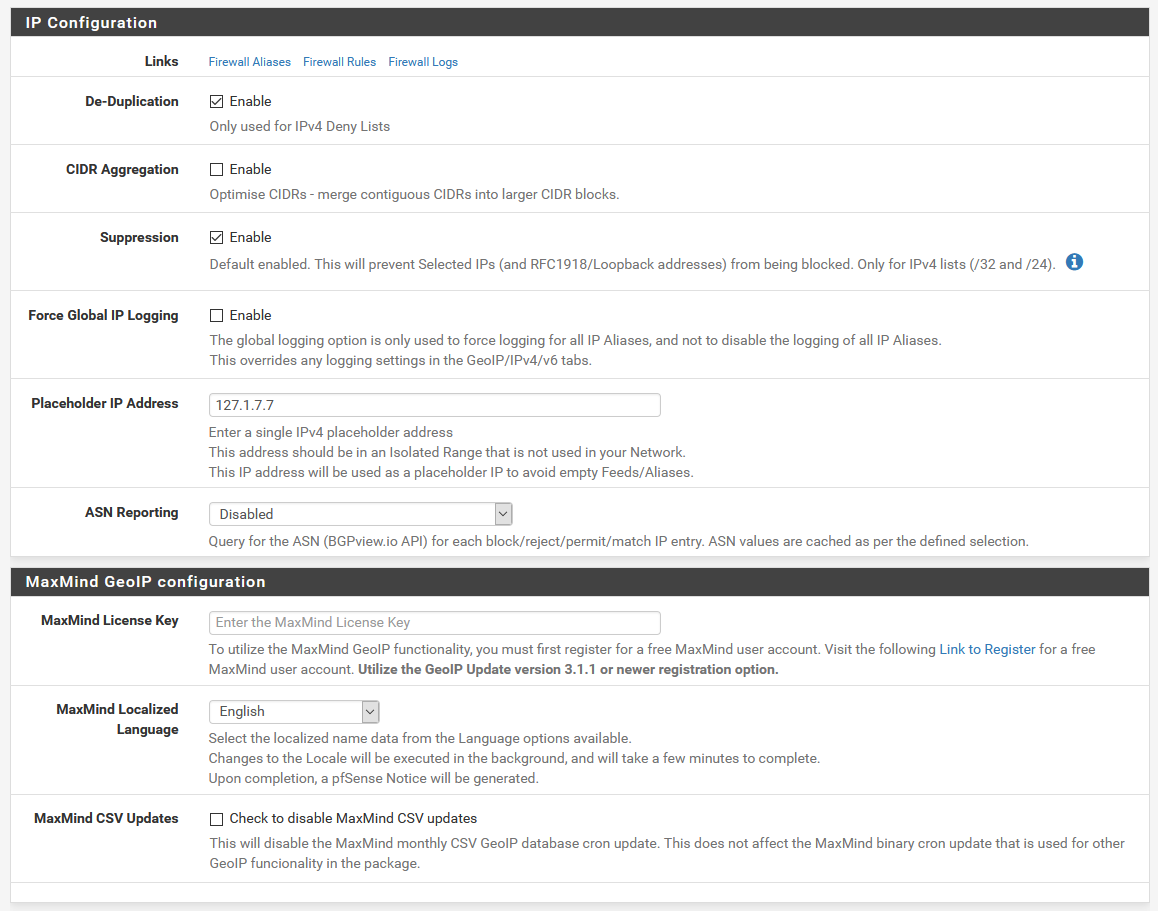 IP Configuration
Links
Firewall Aliases Firewall Rules Firewall Logs
De-Duplication
Enable
Only used for IPv4 Deny Lists
CIDR Aggregation
Enable
Optimise CIDRs - merge contiguous CIDRs into larger CIDR blocks.
Suppression
Enable
Default enabled. This will prevent Selected IPs (and RFC1918/Loopback addresses) from being blocked. Only for IPv4 lists (/32 and /24).
Force Global IP Logging
Enable
The global logging option is only used to force logging for all IP Aliases, and not to disable the logging of all IP Aliases.
This overrides any logging settings in the GeoIP/IPv4/v6 tabs.
Placeholder IP Address
127.1.7.7
Enter a single IPv4 placeholder address
This address should be in an Isolated Range that is not used in your Network.
This IP address will be used as a placeholder IP to avoid empty Feeds/Aliases.
ASN Reporting
Disabled
Query for the ASN (BGPview.io API) for each block/reject/permit/match IP entry. ASN values are cached as per the defined selection.
MaxMind GeoIP configuration
MaxMind License Key
Enter the MaxMind License Key
To utilize the MaxMind GeoIP functionality, you must first register for a free MaxMind user account. Visit the following Link to Register for a free
MaxMind user account. Utilize the GeoIP Update version 3.1.1 or newer registration option.
MaxMind Localized
Language
English
Select the localized name data from the Language options available.
Changes to the Locale will be executed in the background, and will take a few minutes to complete.
Upon completion, a pfSense Notice will be generated.
MaxMind CSV Updates
Check to disable MaxMind CSV updates
This will disable the MaxMind monthly CSV GeoIP database cron update. This does not affect the MaxMind binary cron update that is used for other
GeoIP funcionality in the package.